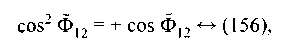 cos² Φ̃₁₂ = + cos Φ̃₁₂ ↔ (156),